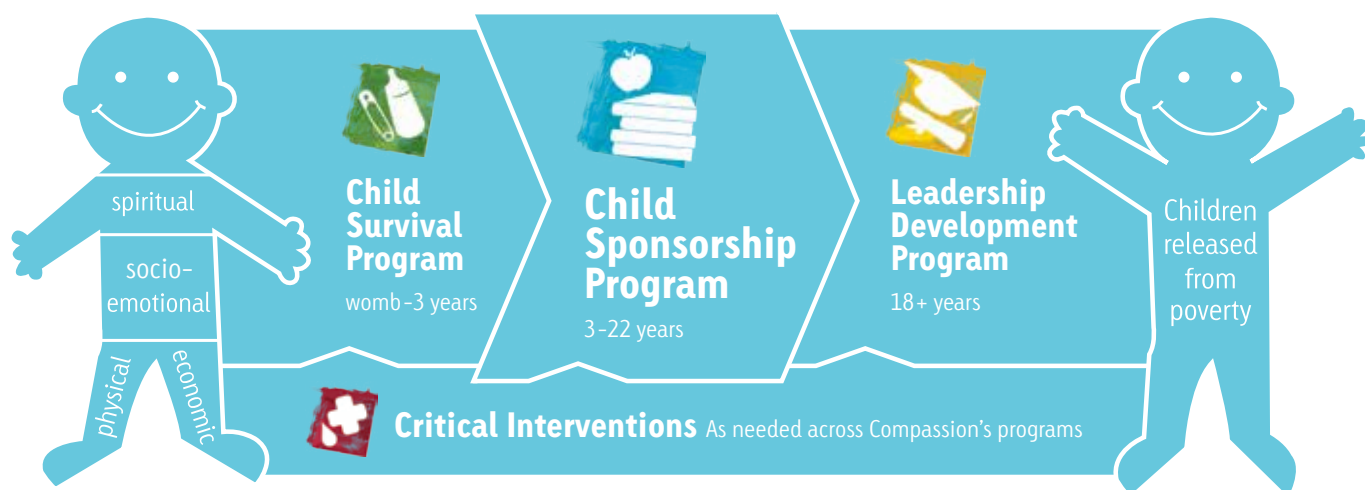 spiritual
socio-
emotional
physical
economic
Child
Survival
Program
womb–3 years
Child
Sponsorship
Program
3–22 years
Leadership
Development
Program
18+ years
Children
released
from
poverty
Critical Interventions As needed across Compassion's programs